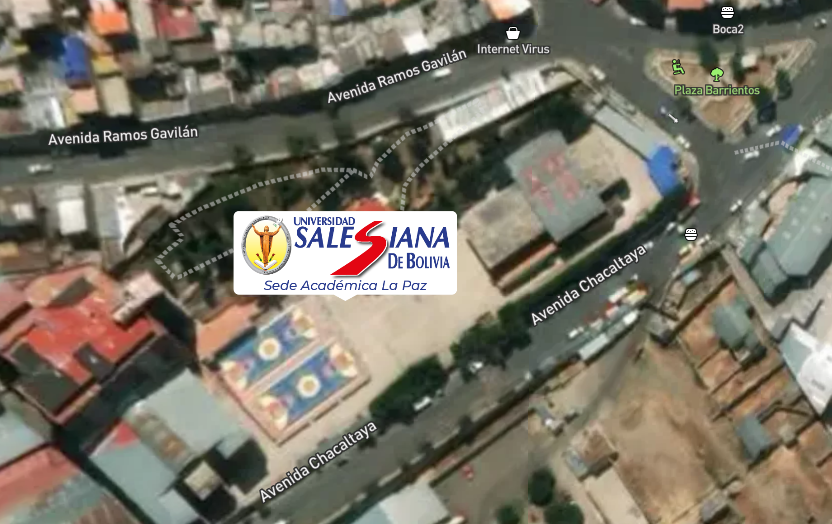 Boca2
Internet Virus
Avenida Ramos Gavilán
Plaza Barrientos
Avenida Ramos Gavilán
UNIVERSIDAD
SALESIANA
DE BOLIVIA
Sede Académica La Paz
Avenida Chacaltaya
Avenida Chacaltaya